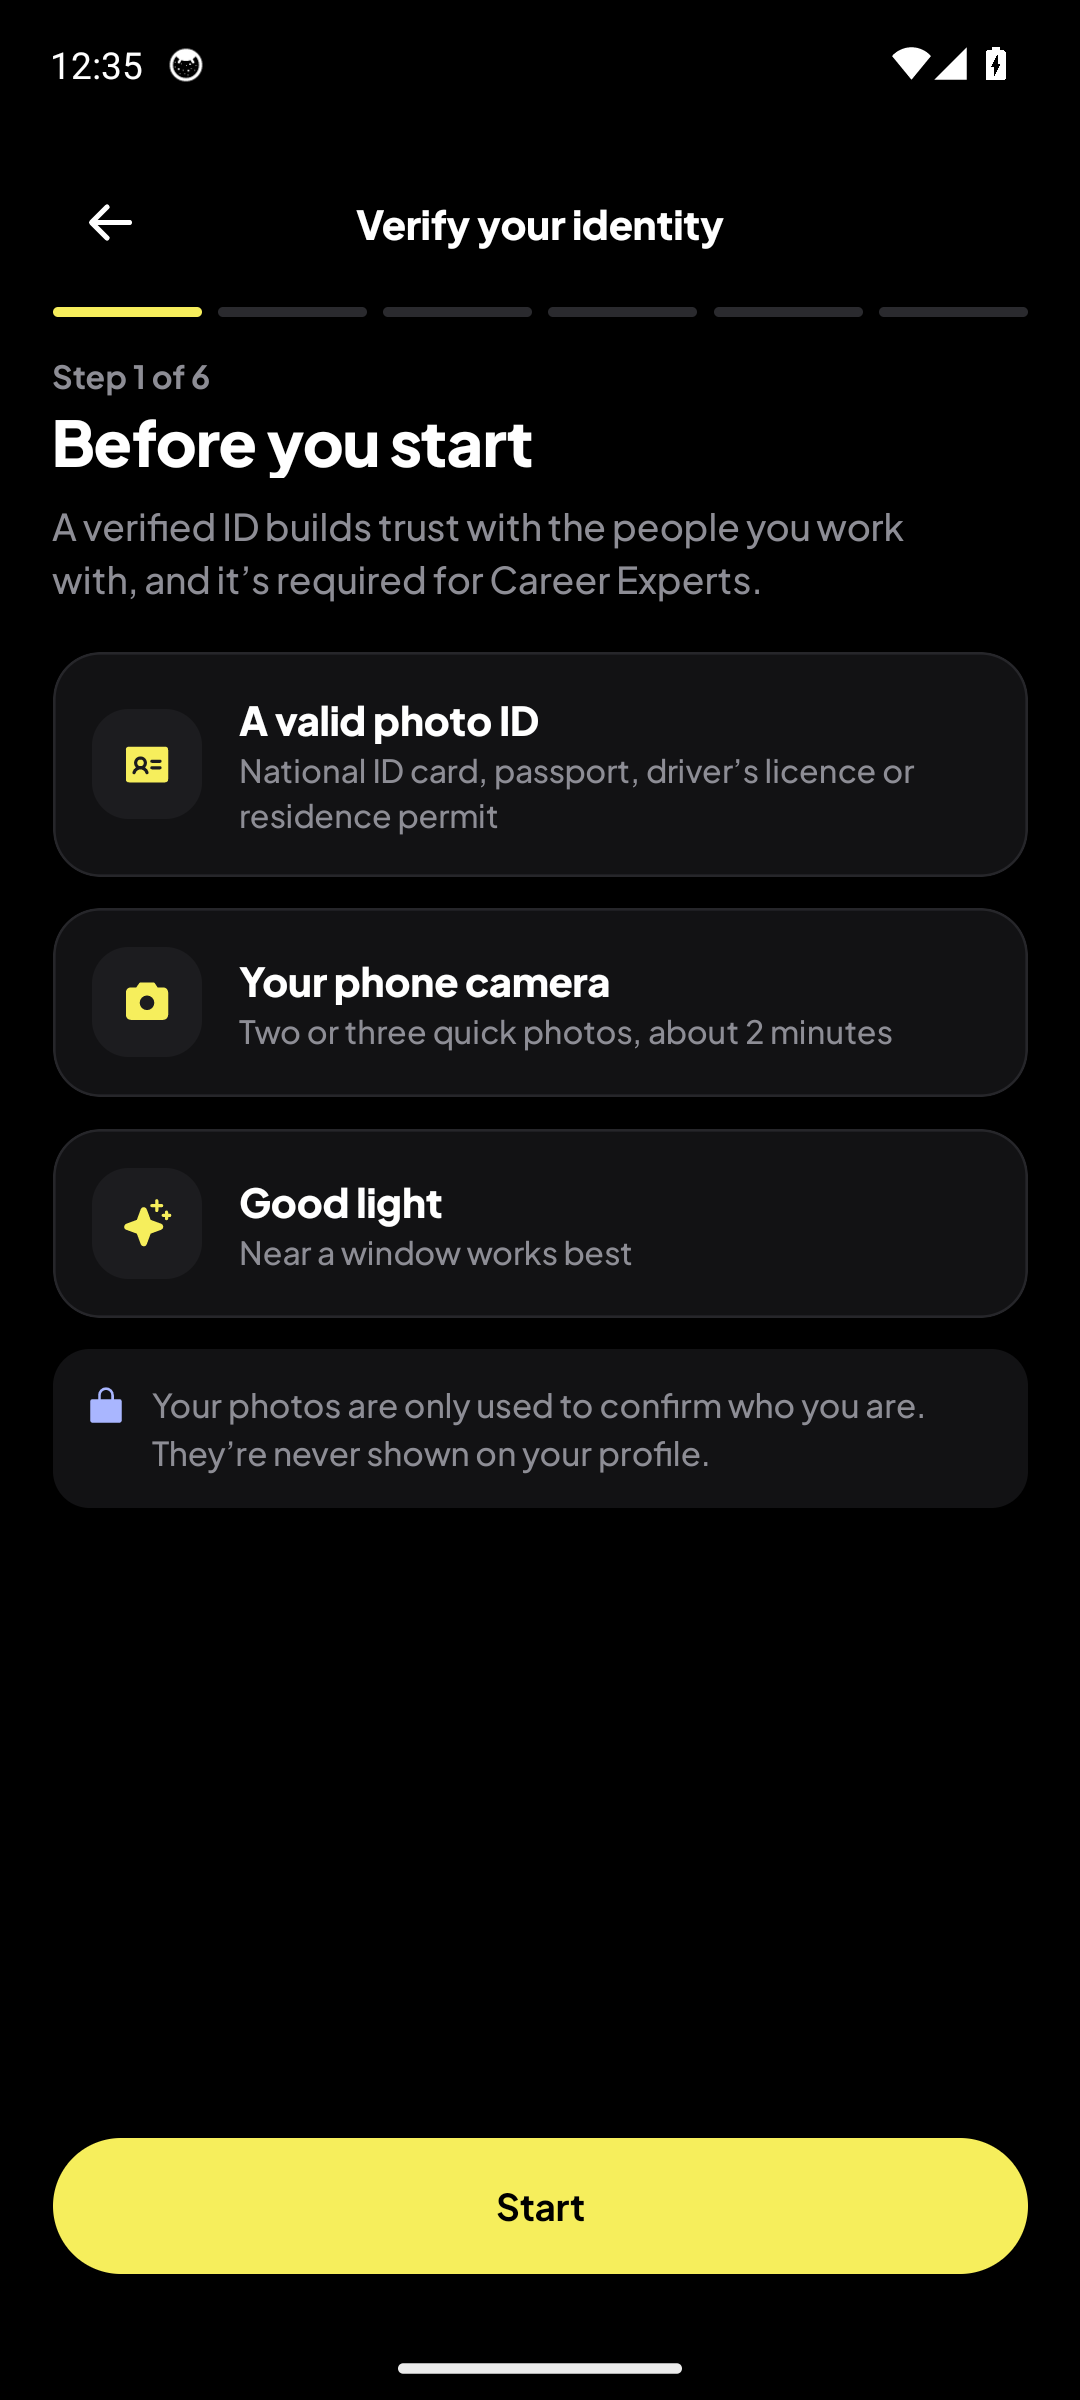 12:35
Verify your identity
Step 1 of 6
Before you start
A verified ID builds trust with the people you work
with, and it’s required for Career Experts.
A valid photo ID
National ID card, passport, driver’s licence or
residence permit
Your phone camera
Two or three quick photos, about 2 minutes
Good light
Near a window works best
Your photos are only used to confirm who you are.
They’re never shown on your profile.
Start